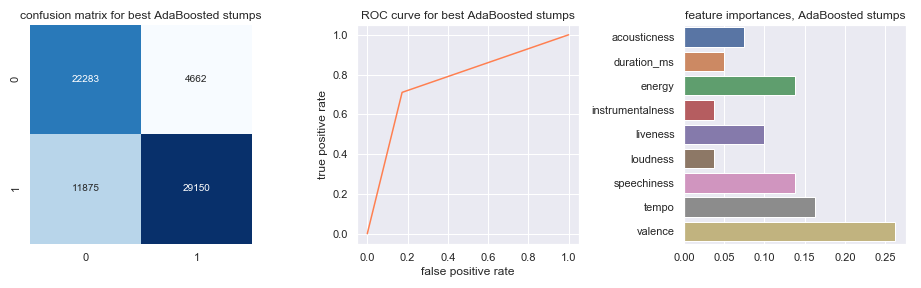 confusion matrix for best AdaBoosted stumps
0
22283
4662
1
11875
29150
0
1
ROC curve for best AdaBoosted stumps
true positive rate
1.0
0.8
0.6
0.4
0.2
0.0
0.0
0.2
0.4
0.6
0.8
1.0
false positive rate
feature importances, AdaBoosted stumps
acousticness
duration_ms
energy
instrumentalness
liveness
loudness
speechiness
tempo
valence
0.00
0.05
0.10
0.15
0.20
0.25